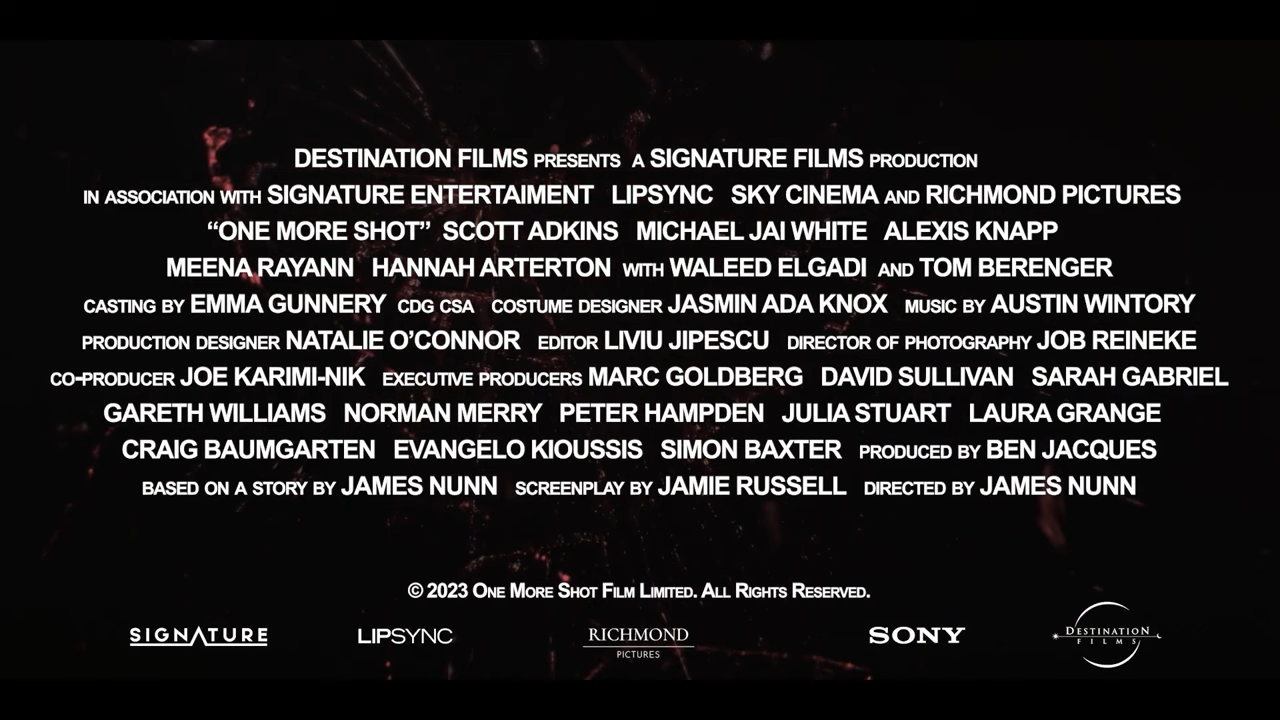 DESTINATION FILMS PRESENTS A SIGNATURE FILMS PRODUCTION
IN ASSOCIATION WITH SIGNATURE ENTERTAIMENT LIPSYNC SKY CINEMA AND RICHMOND PICTURES
“ONE MORE SHOT” SCOTT ADKINS MICHAEL JAI WHITE ALEXIS KNAPP
MEENA RAYANN HANNAH ARTERTON WITH WALEED ELGADI AND TOM BERENGER
CASTING BY EMMA GUNNERY CDG CSA COSTUME DESIGNER JASMIN ADA KNOX MUSIC BY AUSTIN WINTORY
PRODUCTION DESIGNER NATALIE O’CONNOR EDITOR LIVIU JIPESCU DIRECTOR OF PHOTOGRAPHY JOB REINEKE
CO-PRODUCER JOE KARIMI-NIK EXECUTIVE PRODUCERS MARC GOLDBERG DAVID SULLIVAN SARAH GABRIEL
GARETH WILLIAMS NORMAN MERRY PETER HAMPDEN JULIA STUART LAURA GRANGE
CRAIG BAUMGARTEN EVANGELO KIOUSSIS SIMON BAXTER PRODUCED BY BEN JACQUES
BASED ON A STORY BY JAMES NUNN SCREENPLAY BY JAMIE RUSSELL DIRECTED BY JAMES NUNN
© 2023 ONE MORE SHOT FILM LIMITED. ALL RIGHTS RESERVED.
SIGNATURE LIPSYNC RICHMOND PICTURES SONY DESTINATION FILMS